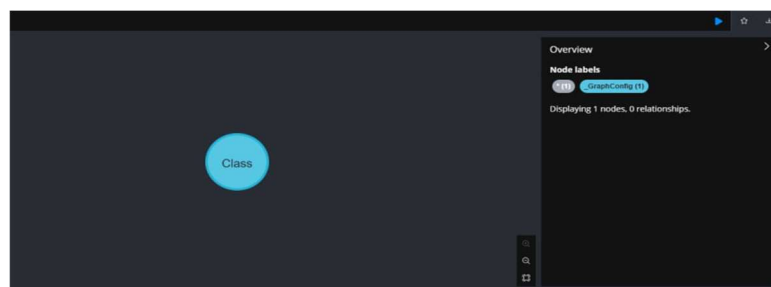 Overview
Node labels
* (1) _GraphConfig (1)
Displaying 1 nodes, 0 relationships.
Class